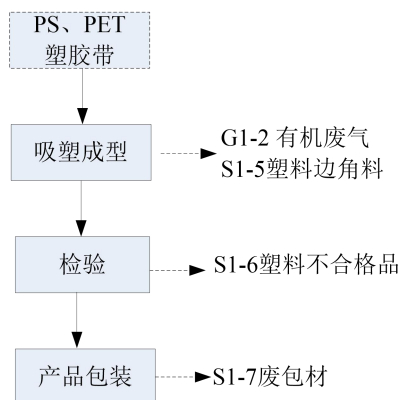 PS、PET
塑胶带
吸塑成型
G1-2 有机废气
S1-5塑料边角料
检验
S1-6塑料不合格品
产品包装
S1-7废包材